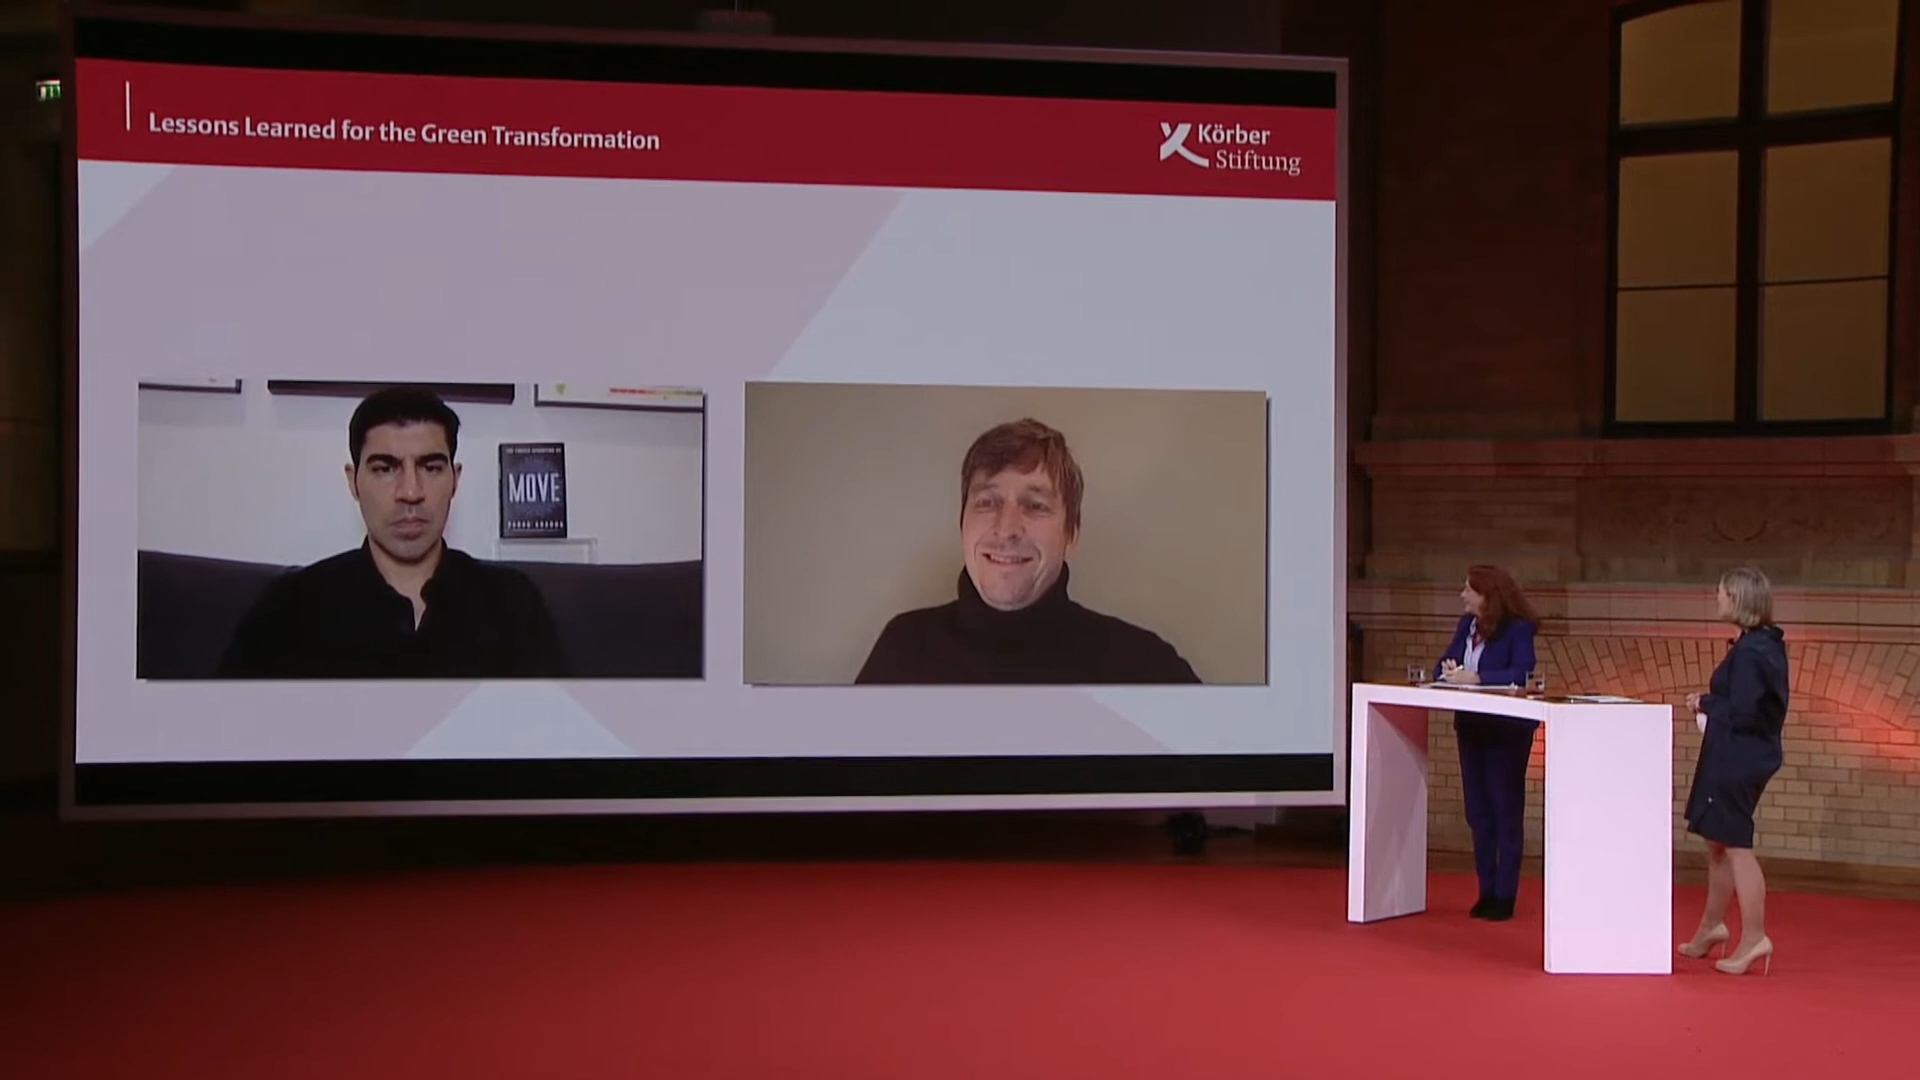 Lessons Learned for the Green Transformation
Körber
Stiftung
MOVE